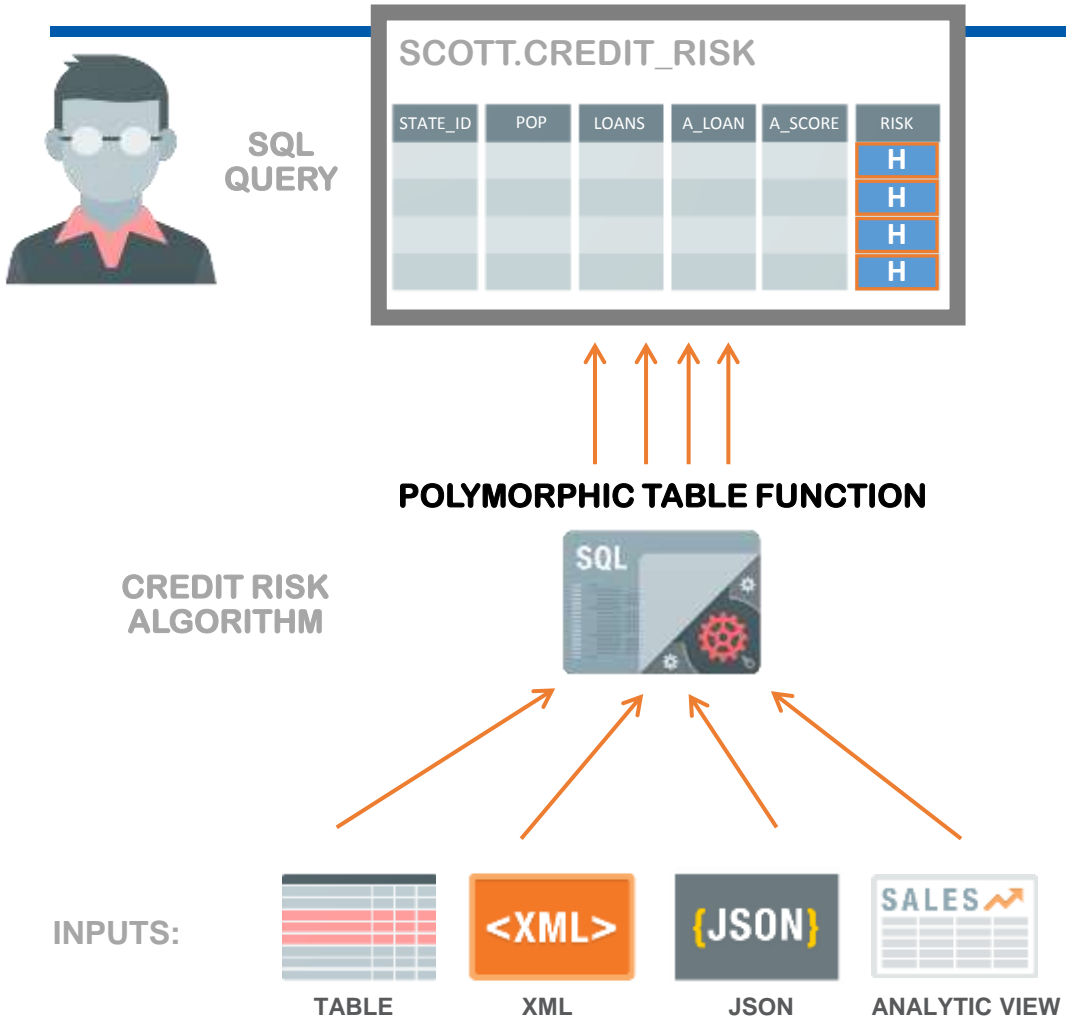 SCOTT.CREDIT_RISK
SQL
QUERY
STATE_ID POP LOANS A_LOAN A_SCORE RISK
H
H
H
H
POLYMORPHIC TABLE FUNCTION
SQL
CREDIT RISK
ALGORITHM
INPUTS:
<XML>
{JSON}
SALES
TABLE XML JSON ANALYTIC VIEW